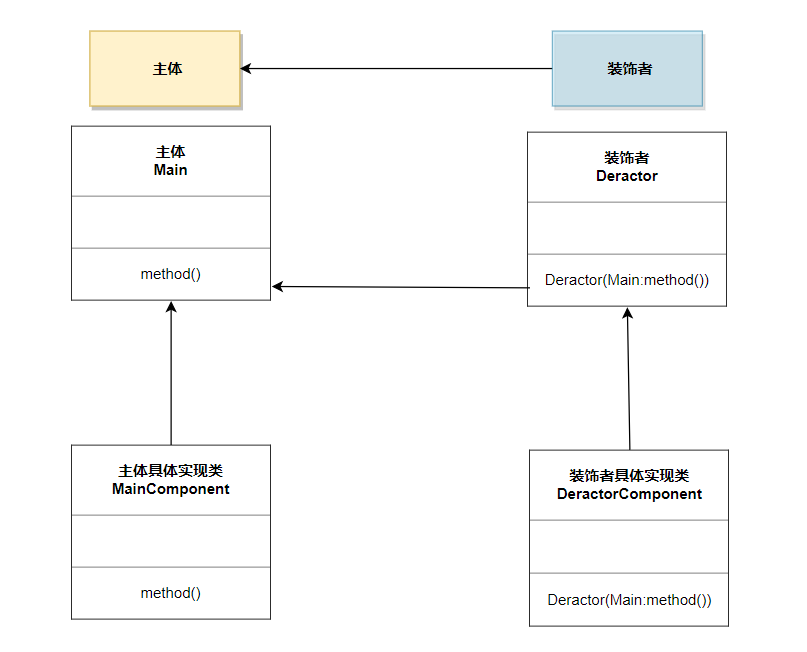 主体
装饰者
主体
Main
method()
装饰者
Deractor
Deractor(Main:method())
主体具体实现类
MainComponent
method()
装饰者具体实现类
DeractorComponent
Deractor(Main:method())